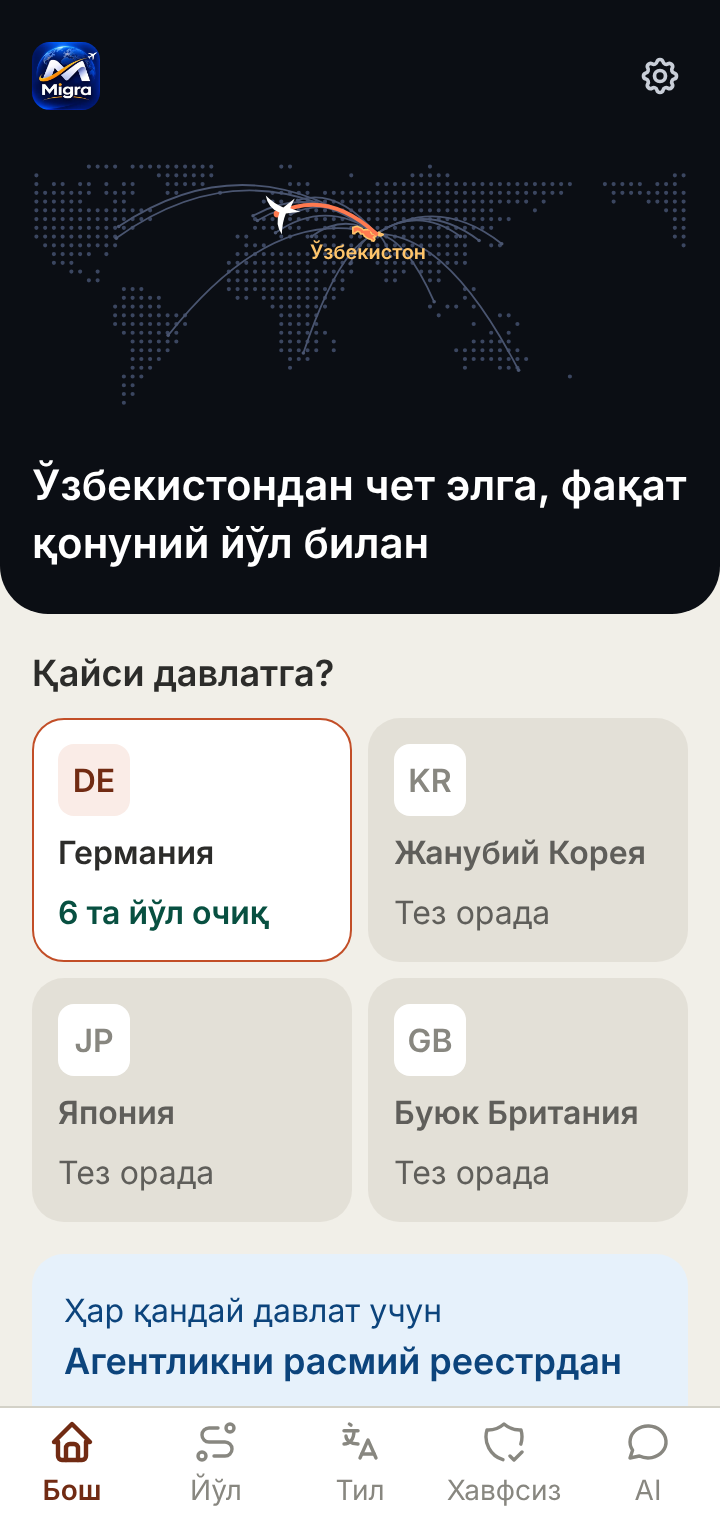 Migra
Ўзбекистон
Ўзбекистондан чет элга, фақат
қонуний йўл билан
Қайси давлатга?
DE
Германия
6 та йўл очиқ
KR
Жанубий Корея
Тез орада
JP
Япония
Тез орада
GB
Буюк Британия
Тез орада
Ҳар қандай давлат учун
Агентликни расмий реестрдан
Бош
Йўл
Тил
Хавфсиз
AI